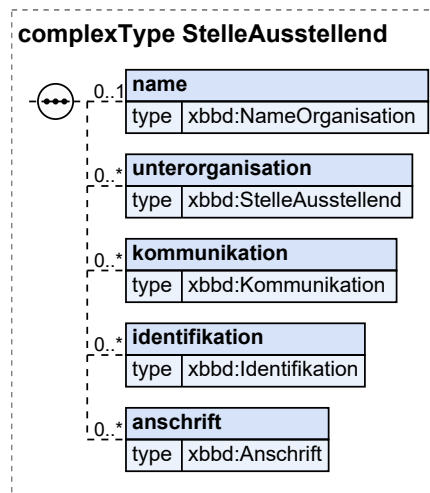 complexType StelleAusstellend
0..1 name
type xbbd:NameOrganisation
0..* unterorganisation
type xbbd:StelleAusstellend
0..* kommunikation
type xbbd:Kommunikation
0..* identifikation
type xbbd:Identifikation
0..* anschrift
type xbbd:Anschrift